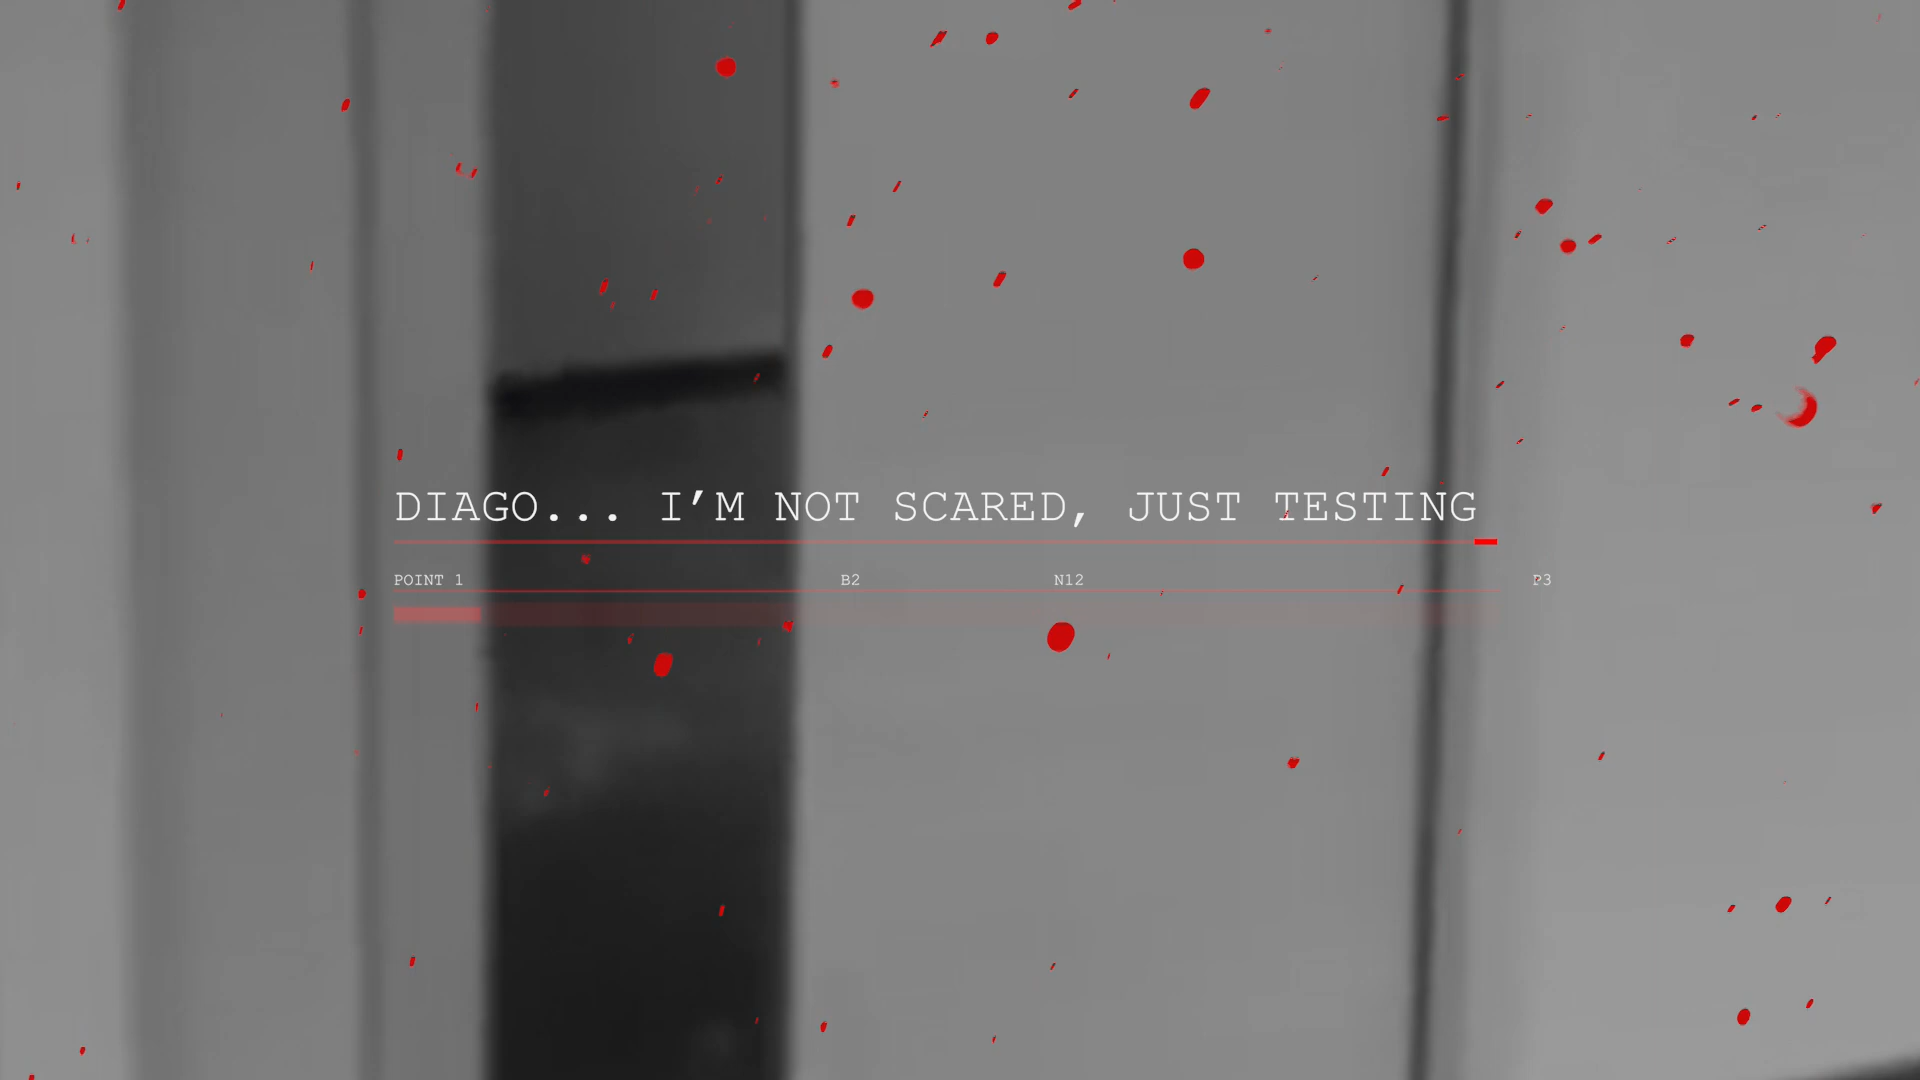 DIAGO... I’M NOT SCARED, JUST TESTING
POINT 1 B2 N12 P3